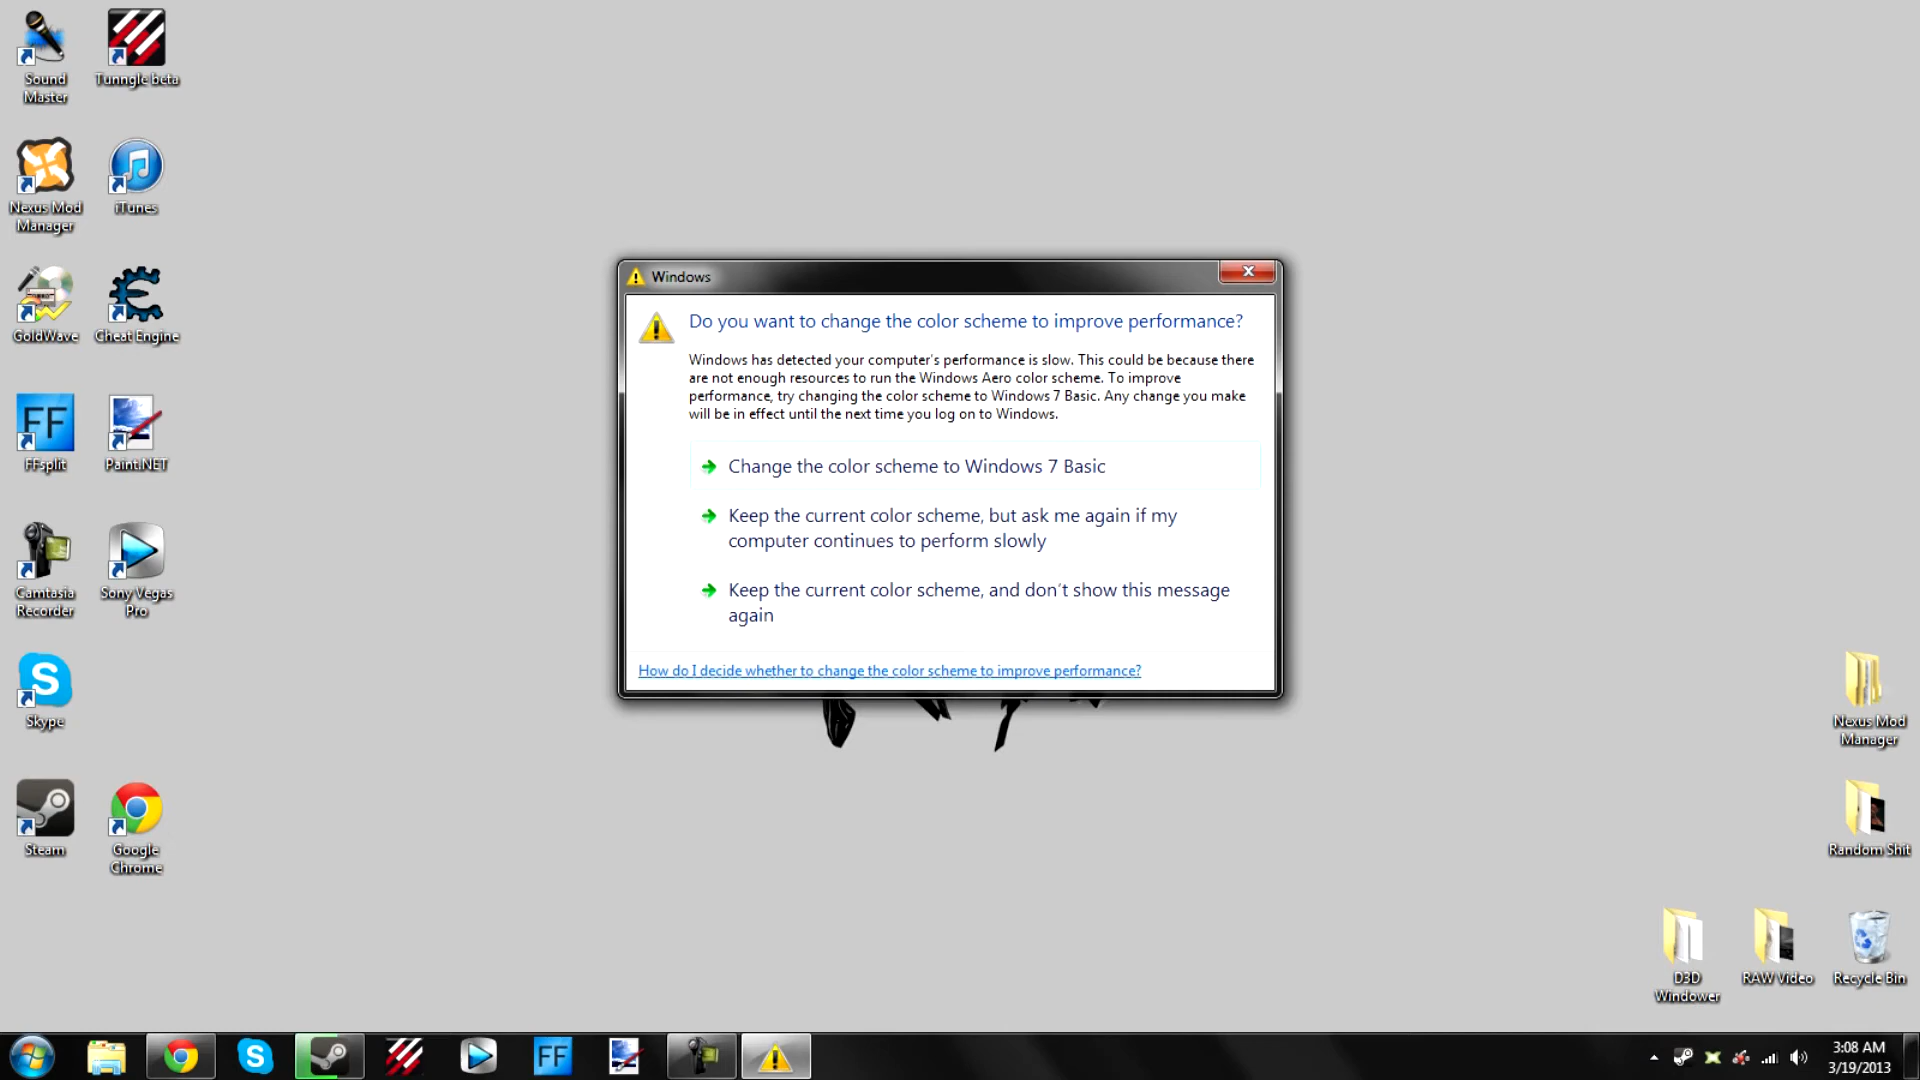 Sound
Master
Tunngle beta
Nexus Mod
Manager
iTunes
GoldWave
Cheat Engine
FF
FFsplit
Paint.NET
Camtasia
Recorder
Sony Vegas
Pro
S
Skype
Steam
Google
Chrome
Windows
Do you want to change the color scheme to improve performance?
Windows has detected your computer's performance is slow. This could be because there
are not enough resources to run the Windows Aero color scheme. To improve
performance, try changing the color scheme to Windows 7 Basic. Any change you make
will be in effect until the next time you log on to Windows.
Change the color scheme to Windows 7 Basic
Keep the current color scheme, but ask me again if my
computer continues to perform slowly
Keep the current color scheme, and don't show this message
again
How do I decide whether to change the color scheme to improve performance?
Nexus Mod
Manager
Random Shit
D3D
Windower
RAW Video
Recycle Bin
S
FF
3:08 AM
3/19/2013